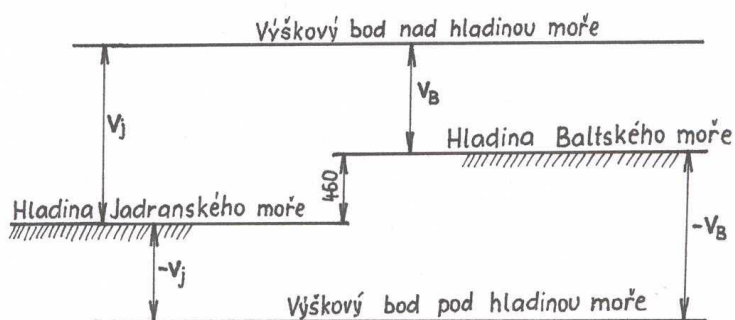 Výškový bod nad hladinou moře
Vj
VB
Hladina Baltského moře
460
Hladina Jadranského moře
-VB
-Vj
Výškový bod pod hladinou moře